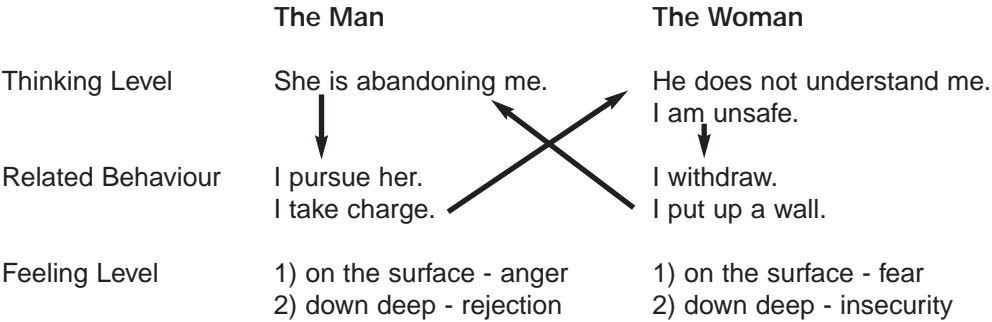 The Man The Woman
Thinking Level She is abandoning me. He does not understand me.
I am unsafe.
Related Behaviour I pursue her. I withdraw.
I take charge. I put up a wall.
Feeling Level 1) on the surface - anger 1) on the surface - fear
2) down deep - rejection 2) down deep - insecurity